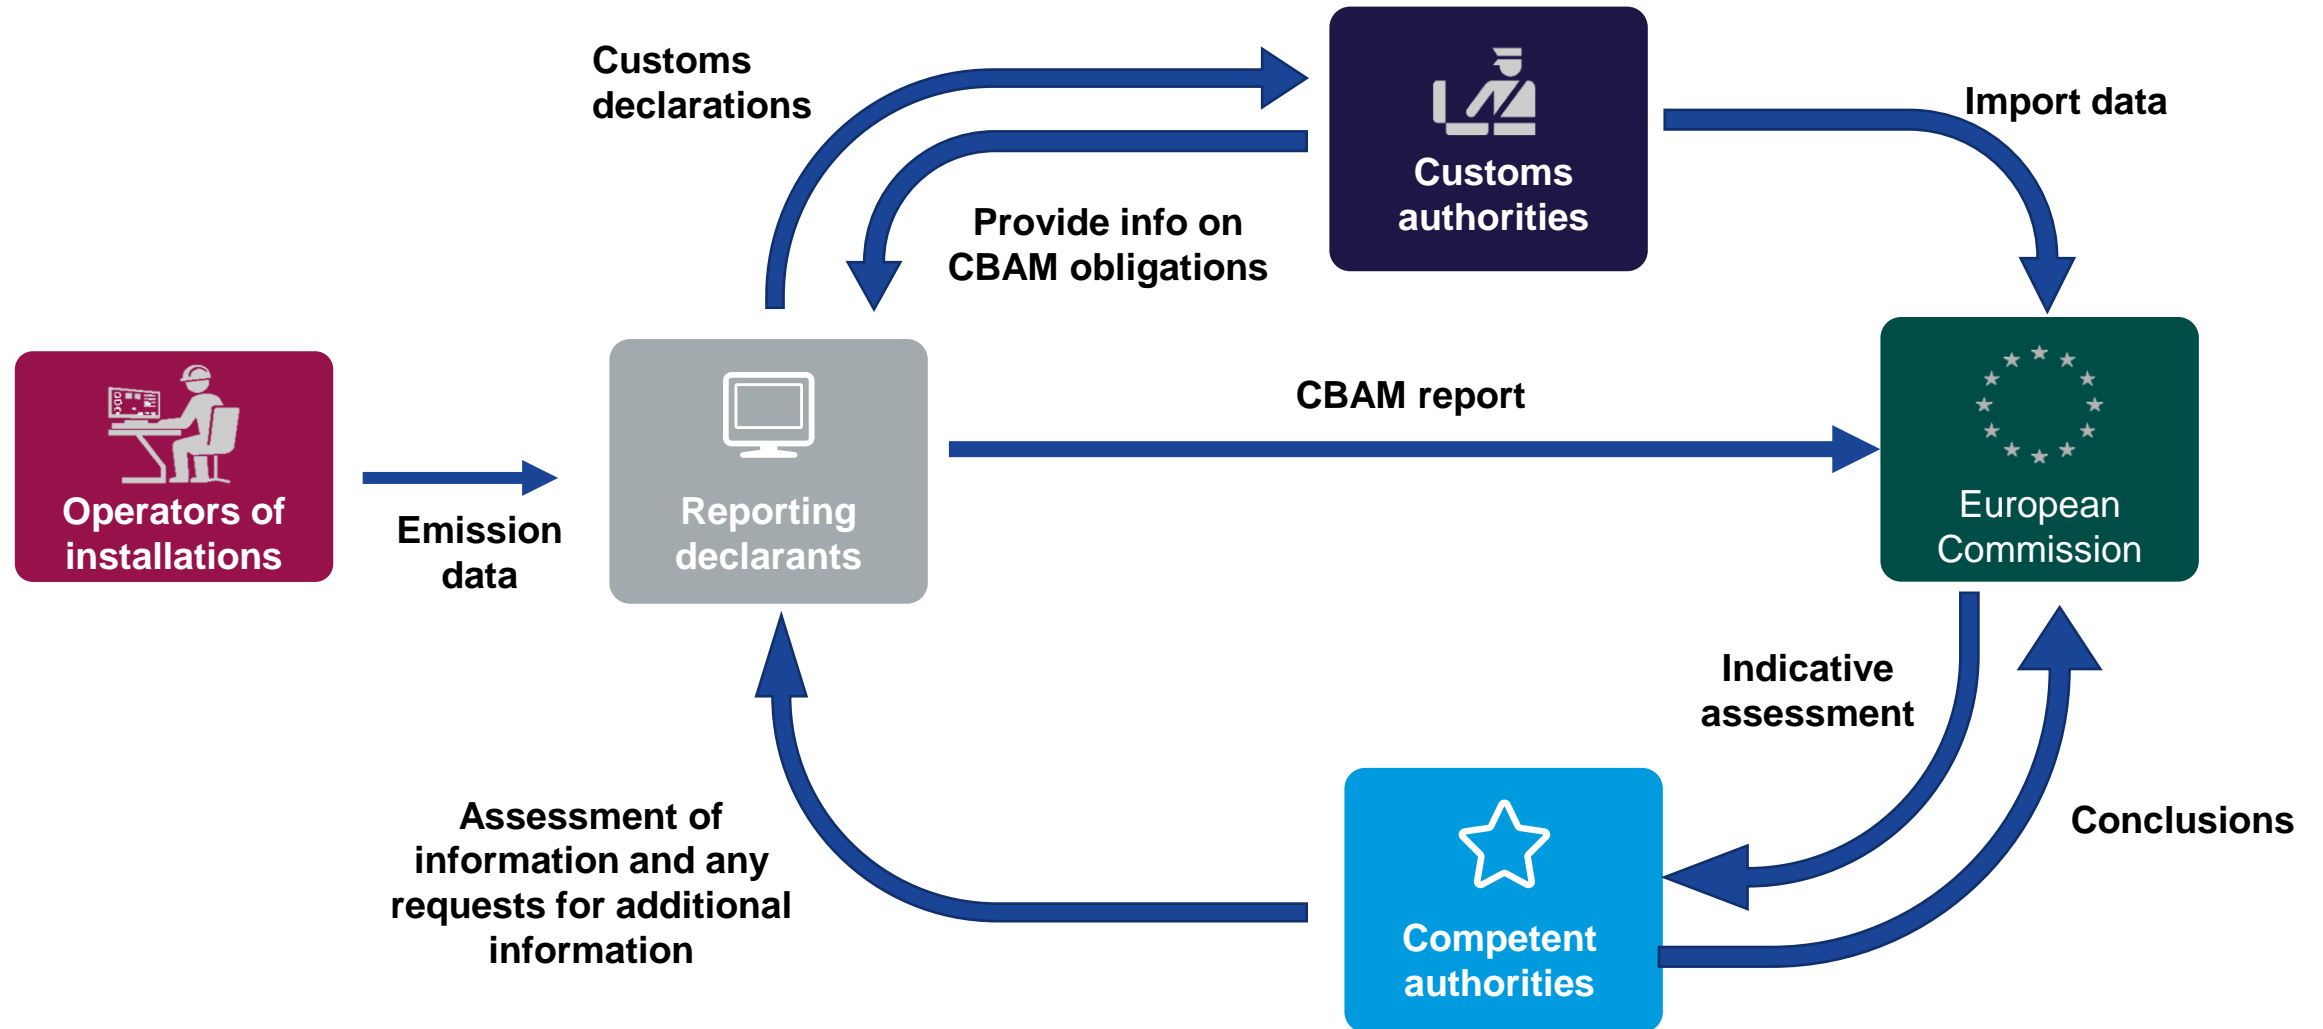 Customs
declarations
Customs
authorities
Import data
Provide info on
CBAM obligations
Operators of
installations
Emission
data
Reporting
declarants
CBAM report
European
Commission
Indicative
assessment
Conclusions
Assessment of
information and any
requests for additional
information
Competent
authorities